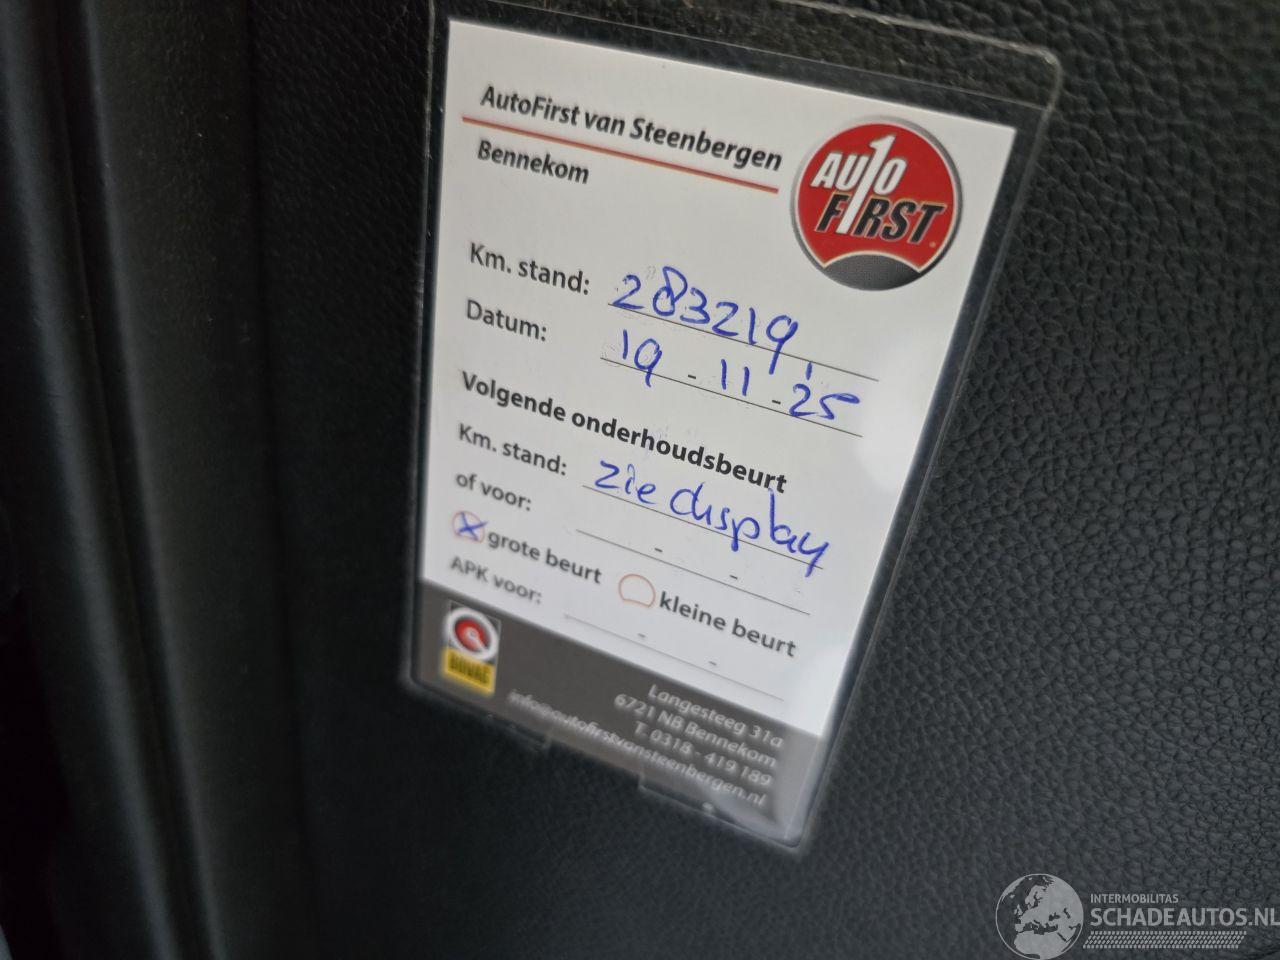 AutoFirst van Steenbergen
Bennekom
AUTO
F1RST
Km. stand: 283219,
Datum: 19 - 11 - 25
Volgende onderhoudsbeurt
Km. stand: zie display
of voor: - -
grote beurt kleine beurt
APK voor: - -
BOVAG
Langesteeg 31a
6721 NB Bennekom
T. 0318 - 419 189
info@autofirstvansteenbergen.nl
INTERMOBILITAS
SCHADEAUTOS.NL